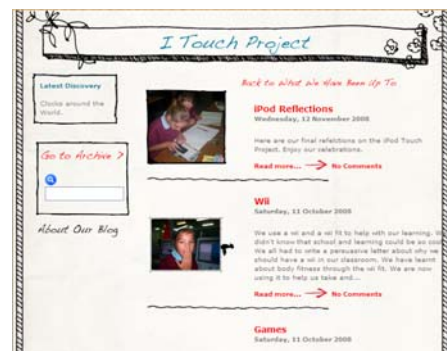 I Touch Project
Latest Discovery
Clocks around the
World.
Go to Archive >
About Our Blog
Back to What We Have Been Up To
iPod Reflections
Wednesday, 12 November 2008
Here are our final refelctions on the iPod Touch
Project. Enjoy our celebrations.
Read more... No Comments
Wii
Saturday, 11 October 2008
We use a wii and a wii fit to help with our learning. W
didn't know that school and learning could be so coo
We all had to write a persuasive letter about why we
should have a wii in our classroom. We have learnt
about body fitness through the wii fit. We are now
using it to help us take and...
Read more... No Comments
Games
Saturday, 11 October 2008